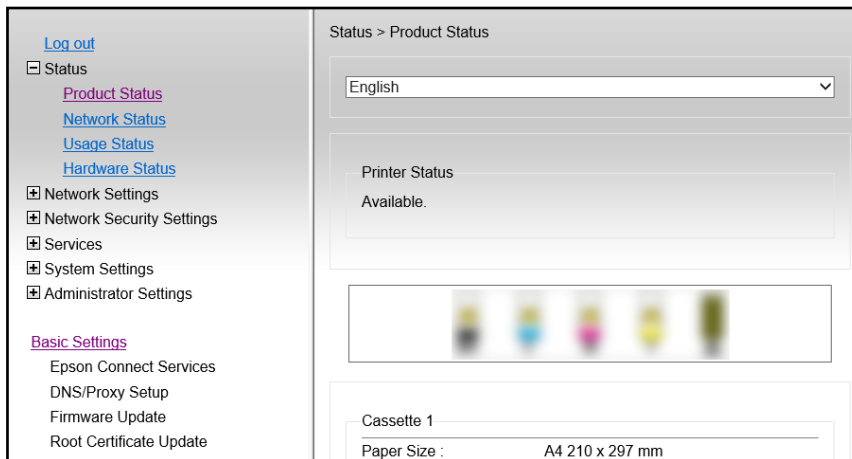 Log out
Status
Product Status
Network Status
Usage Status
Hardware Status
Network Settings
Network Security Settings
Services
System Settings
Administrator Settings
Basic Settings
Epson Connect Services
DNS/Proxy Setup
Firmware Update
Root Certificate Update
Status > Product Status
English
Printer Status
Available.
Cassette 1
Paper Size : A4 210 x 297 mm